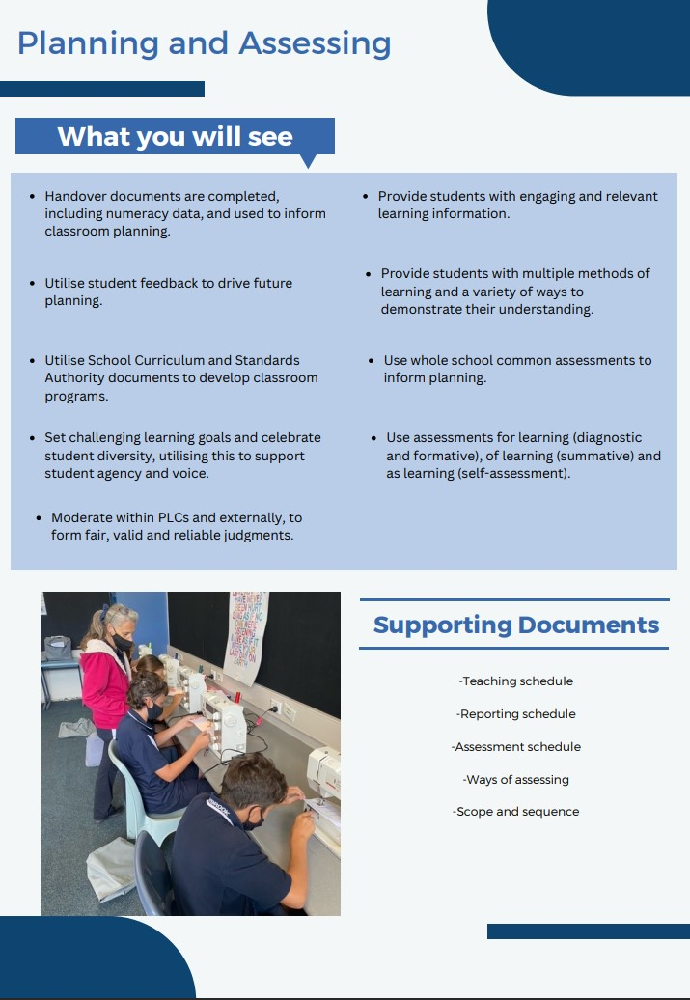 Planning and Assessing
What you will see
• Handover documents are completed,
including numeracy data, and used to inform
classroom planning.
• Utilise student feedback to drive future
planning.
• Utilise School Curriculum and Standards
Authority documents to develop classroom
programs.
• Set challenging learning goals and celebrate
student diversity, utilising this to support
student agency and voice.
• Moderate within PLCs and externally, to
form fair, valid and reliable judgments.
• Provide students with engaging and relevant
learning information.
• Provide students with multiple methods of
learning and a variety of ways to
demonstrate their understanding.
• Use whole school common assessments to
inform planning.
• Use assessments for learning (diagnostic
and formative), of learning (summative) and
as learning (self-assessment).
HAVE NEVER
BEEN HURT
Supporting Documents
-Teaching schedule
-Reporting schedule
-Assessment schedule
-Ways of assessing
-Scope and sequence